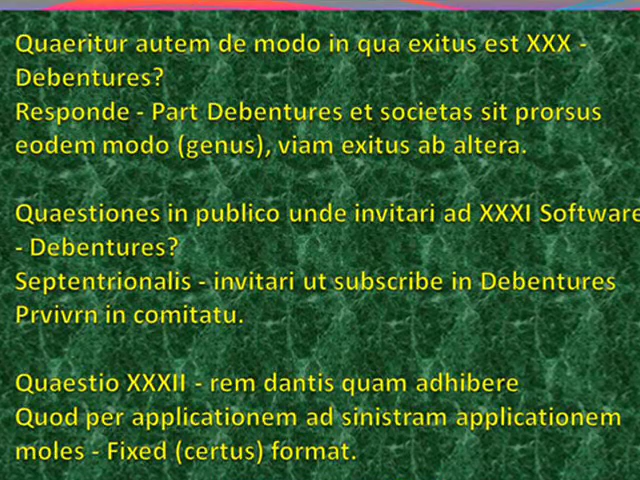 Quaeritur autem de modo in qua exitus est XXX -
Debentures?
Responde - Part Debentures et societas sit prorsus
eodem modo (genus), viam exitus ab altera.
Quaestiones in publico unde invitari ad XXXI Software
- Debentures?
Septentrionalis - invitari ut subscribe in Debentures
Prvivrn in comitatu.
Quaestio XXXII - rem dantis quam adhibere
Quod per applicationem ad sinistram applicationem
moles - Fixed (certus) format.